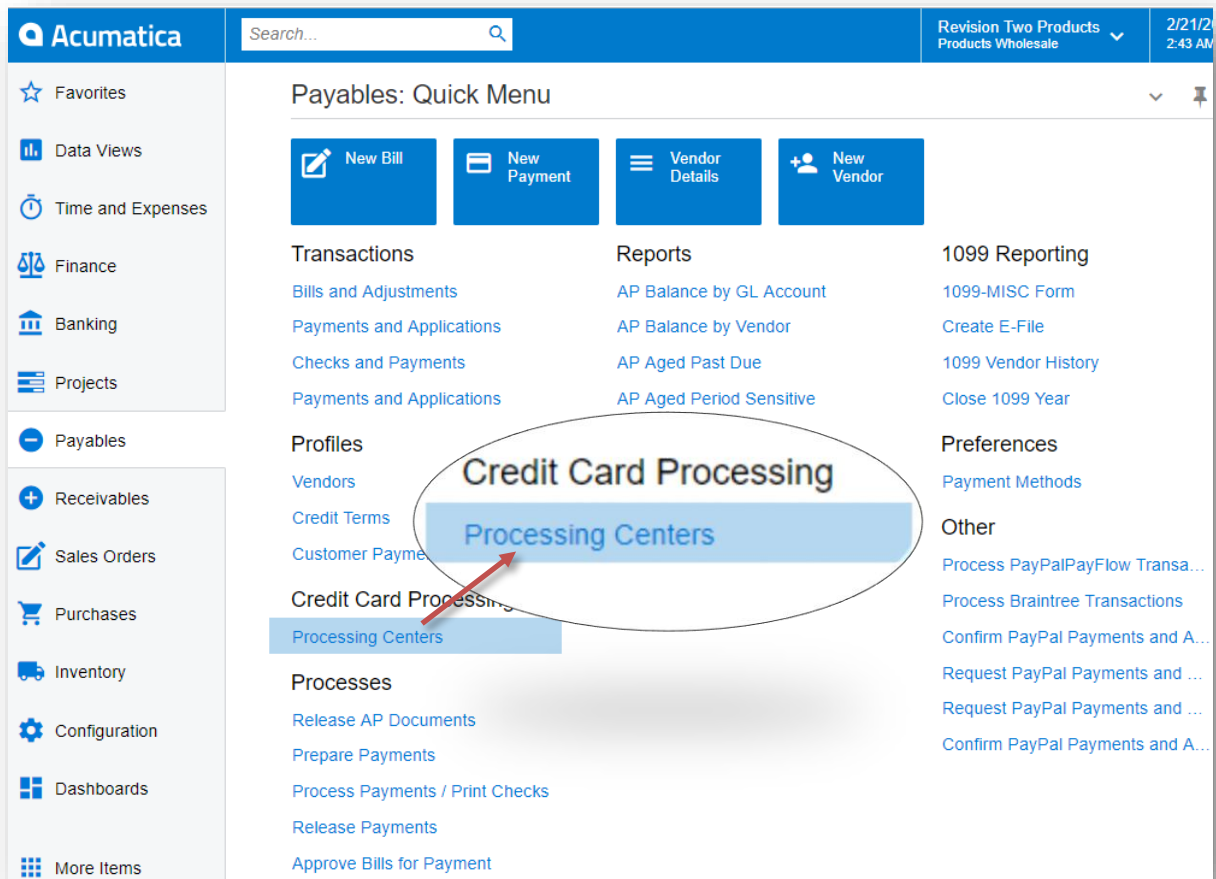 Acumatica
Search...
Revision Two Products
Products Wholesale
2/21/20
2:43 AM
Favorites
Data Views
Time and Expenses
Finance
Banking
Projects
Payables
Receivables
Sales Orders
Purchases
Inventory
Configuration
Dashboards
More Items
Payables: Quick Menu
New Bill
New
Payment
Vendor
Details
New
Vendor
Transactions
Bills and Adjustments
Payments and Applications
Checks and Payments
Payments and Applications
Profiles
Vendors
Credit Terms
Customer Payme
Credit Card Processing
Processing Centers
Processes
Release AP Documents
Prepare Payments
Process Payments / Print Checks
Release Payments
Approve Bills for Payment
Reports
AP Balance by GL Account
AP Balance by Vendor
AP Aged Past Due
AP Aged Period Sensitive
Credit Card Processing
Processing Centers
1099 Reporting
1099-MISC Form
Create E-File
1099 Vendor History
Close 1099 Year
Preferences
Payment Methods
Other
Process PayPalPayFlow Transa...
Process Braintree Transactions
Confirm PayPal Payments and A...
Request PayPal Payments and ...
Request PayPal Payments and ...
Confirm PayPal Payments and A...